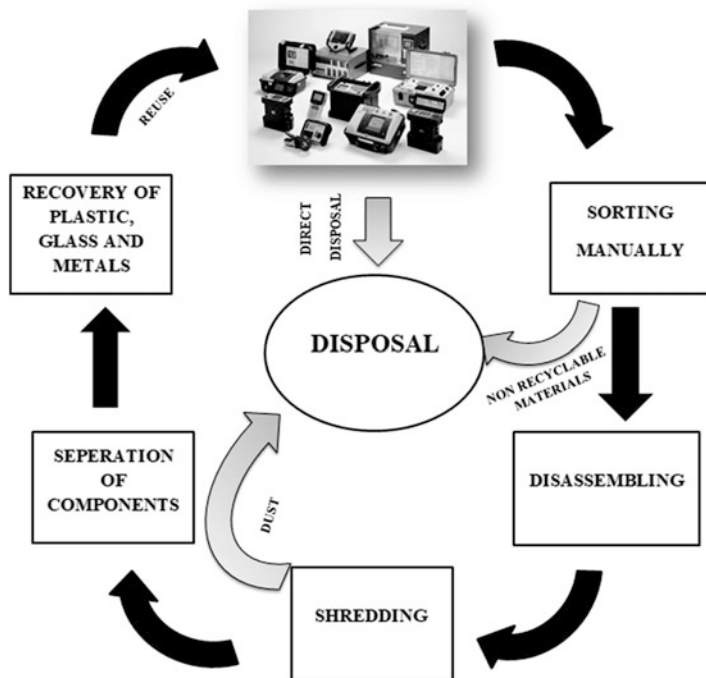 REUSE
DIRECT
DISPOSAL
RECOVERY OF
PLASTIC,
GLASS AND
METALS
SORTING
MANUALLY
DISPOSAL
NON RECYCLABLE
MATERIALS
SEPERATION
OF
COMPONENTS
DUST
DISASSEMBLING
SHREDDING